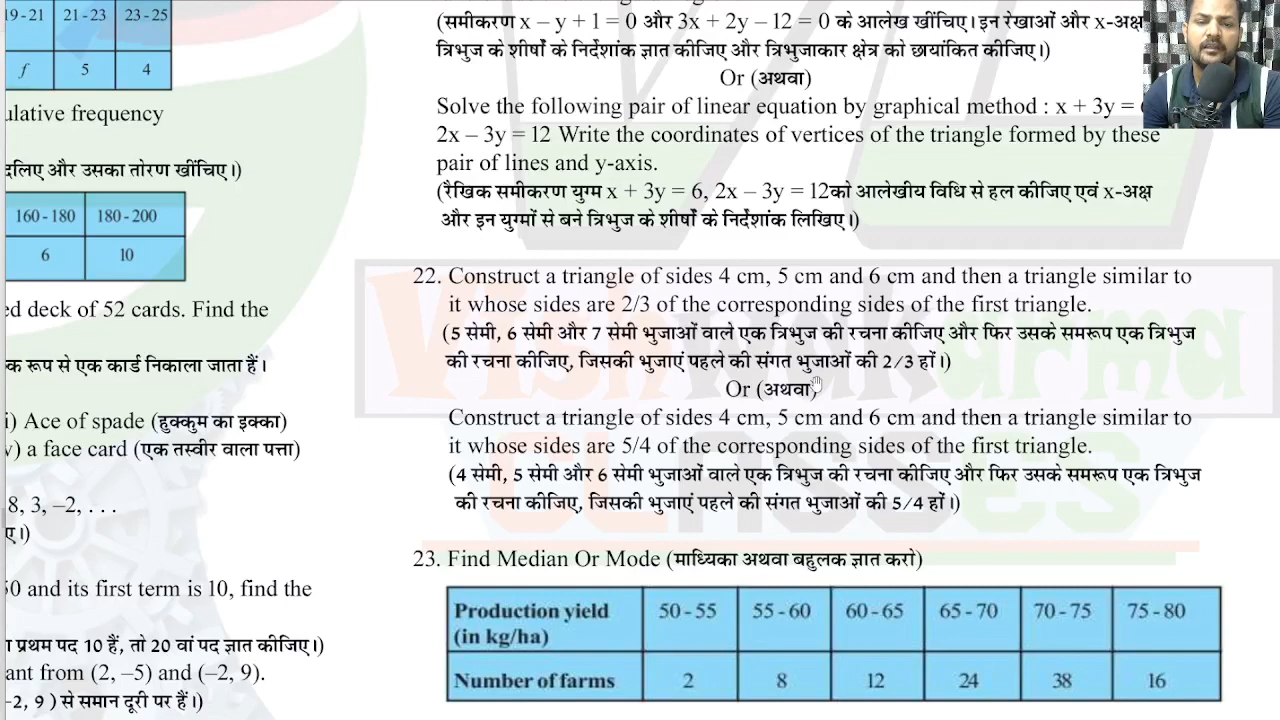 19-21 21 - 23 23 - 25
f 5 4
ulative frequency
दलिए और उसका तोरण खींचिए।)
160 - 180 180 - 200
6 10
ed deck of 52 cards. Find the
क रूप से एक कार्ड निकाला जाता हैं।
i) Ace of spade (हुक्कुम का इक्का)
v) a face card (एक तस्वीर वाला पत्ता)
8, 3, –2, . . .
ए।)
50 and its first term is 10, find the
प्रथम पद 10 हैं, तो 20 वां पद ज्ञात कीजिए।)
ant from (2, –5) and (–2, 9).
-2, 9 ) से समान दूरी पर हैं।)
(समीकरण x – y + 1 = 0 और 3x + 2y – 12 = 0 के आलेख खींचिए। इन रेखाओं और x-अक्ष
त्रिभुज के शीर्षों के निर्देशांक ज्ञात कीजिए और त्रिभुजाकार क्षेत्र को छायांकित कीजिए।)
Or (अथवा)
Solve the following pair of linear equation by graphical method : x + 3y =
2x – 3y = 12 Write the coordinates of vertices of the triangle formed by these
pair of lines and y-axis.
(रैखिक समीकरण युग्म x + 3y = 6, 2x – 3y = 12को आलेखीय विधि से हल कीजिए एवं x-अक्ष
और इन युग्मों से बने त्रिभुज के शीर्षों के निर्देशांक लिखिए।)
22. Construct a triangle of sides 4 cm, 5 cm and 6 cm and then a triangle similar to
it whose sides are 2/3 of the corresponding sides of the first triangle.
(5 सेमी, 6 सेमी और 7 सेमी भुजाओं वाले एक त्रिभुज की रचना कीजिए और फिर उसके समरूप एक त्रिभुज
की रचना कीजिए, जिसकी भुजाएं पहले की संगत भुजाओं की 2/3 हों।)
Or (अथवा)
Construct a triangle of sides 4 cm, 5 cm and 6 cm and then a triangle similar to
it whose sides are 5/4 of the corresponding sides of the first triangle.
(4 सेमी, 5 सेमी और 6 सेमी भुजाओं वाले एक त्रिभुज की रचना कीजिए और फिर उसके समरूप एक त्रिभुज
की रचना कीजिए, जिसकी भुजाएं पहले की संगत भुजाओं की 5/4 हों।)
Vishwakarma
CLASSES
23. Find Median Or Mode (माध्यिका अथवा बहुलक ज्ञात करो)
Production yield (in kg/ha) 50 - 55 55 - 60 60 - 65 65 - 70 70 - 75 75 - 80
Number of farms 2 8 12 24 38 16